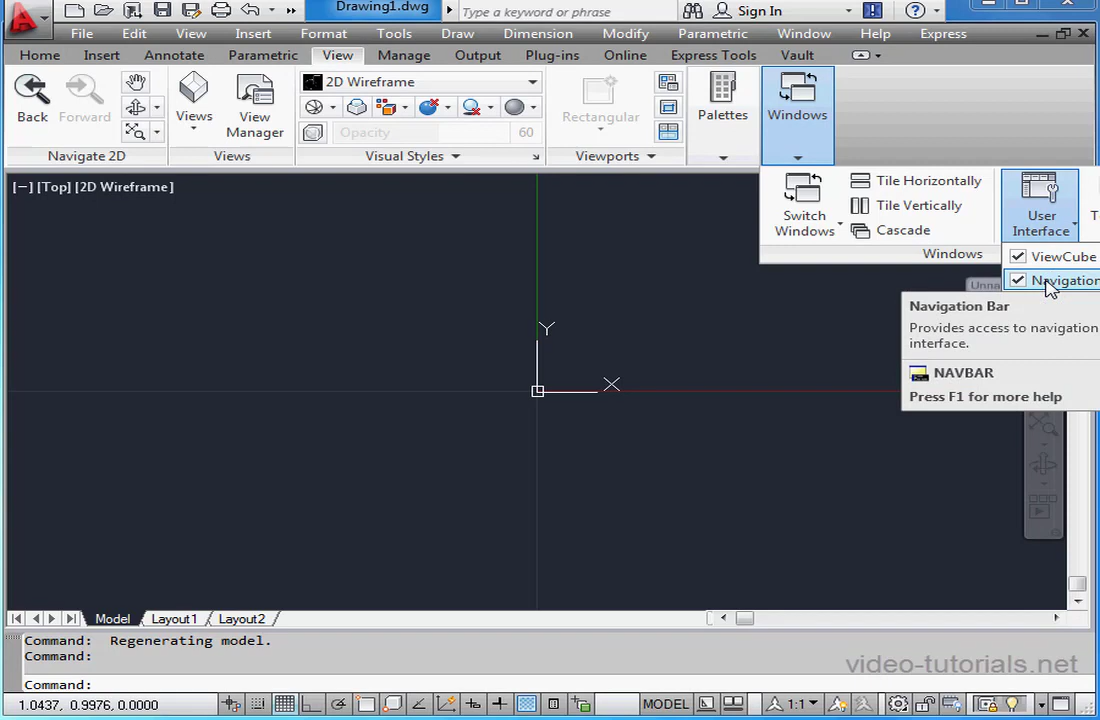 Drawing1.dwg
Type a keyword or phrase
Sign In
File Edit View Insert Format Tools Draw Dimension Modify Parametric Window Help Express
Home Insert Annotate Parametric View Manage Output Plug-ins Online Express Tools Vault
Back
Forward
Views
View
Manager
2D Wireframe
Opacity 60
Rectangular
Palettes
Windows
Navigate 2D
Views
Visual Styles
Viewports
[−] [Top] [2D Wireframe]
Switch
Windows
Tile Horizontally
Tile Vertically
Cascade
User
Interface
Windows
ViewCube
Navigation
Unna
Navigation Bar
Provides access to navigation
interface.
NAVBAR
Press F1 for more help
Y
X
Model Layout1 Layout2
Command: Regenerating model.
Command:
Command:
video-tutorials.net
1.0437, 0.9976, 0.0000
MODEL
1:1